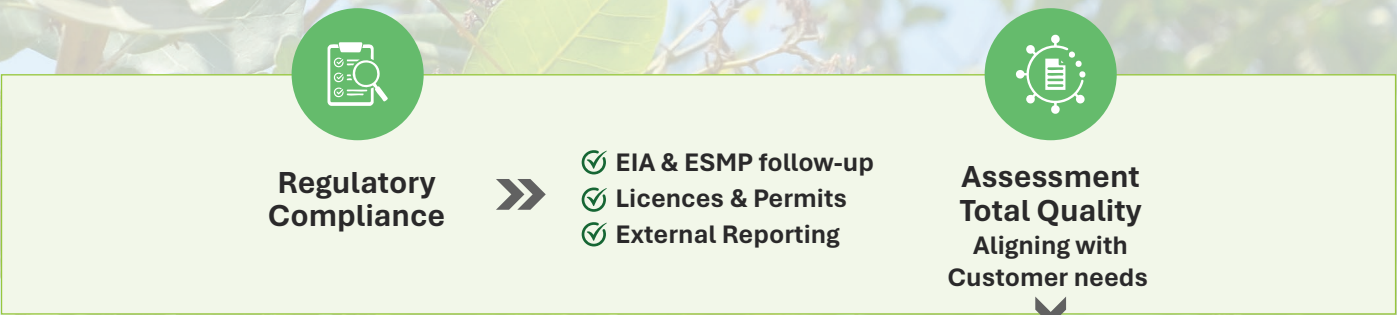 Regulatory
Compliance
EIA & ESMP follow-up
Licences & Permits
External Reporting
Assessment
Total Quality
Aligning with
Customer needs